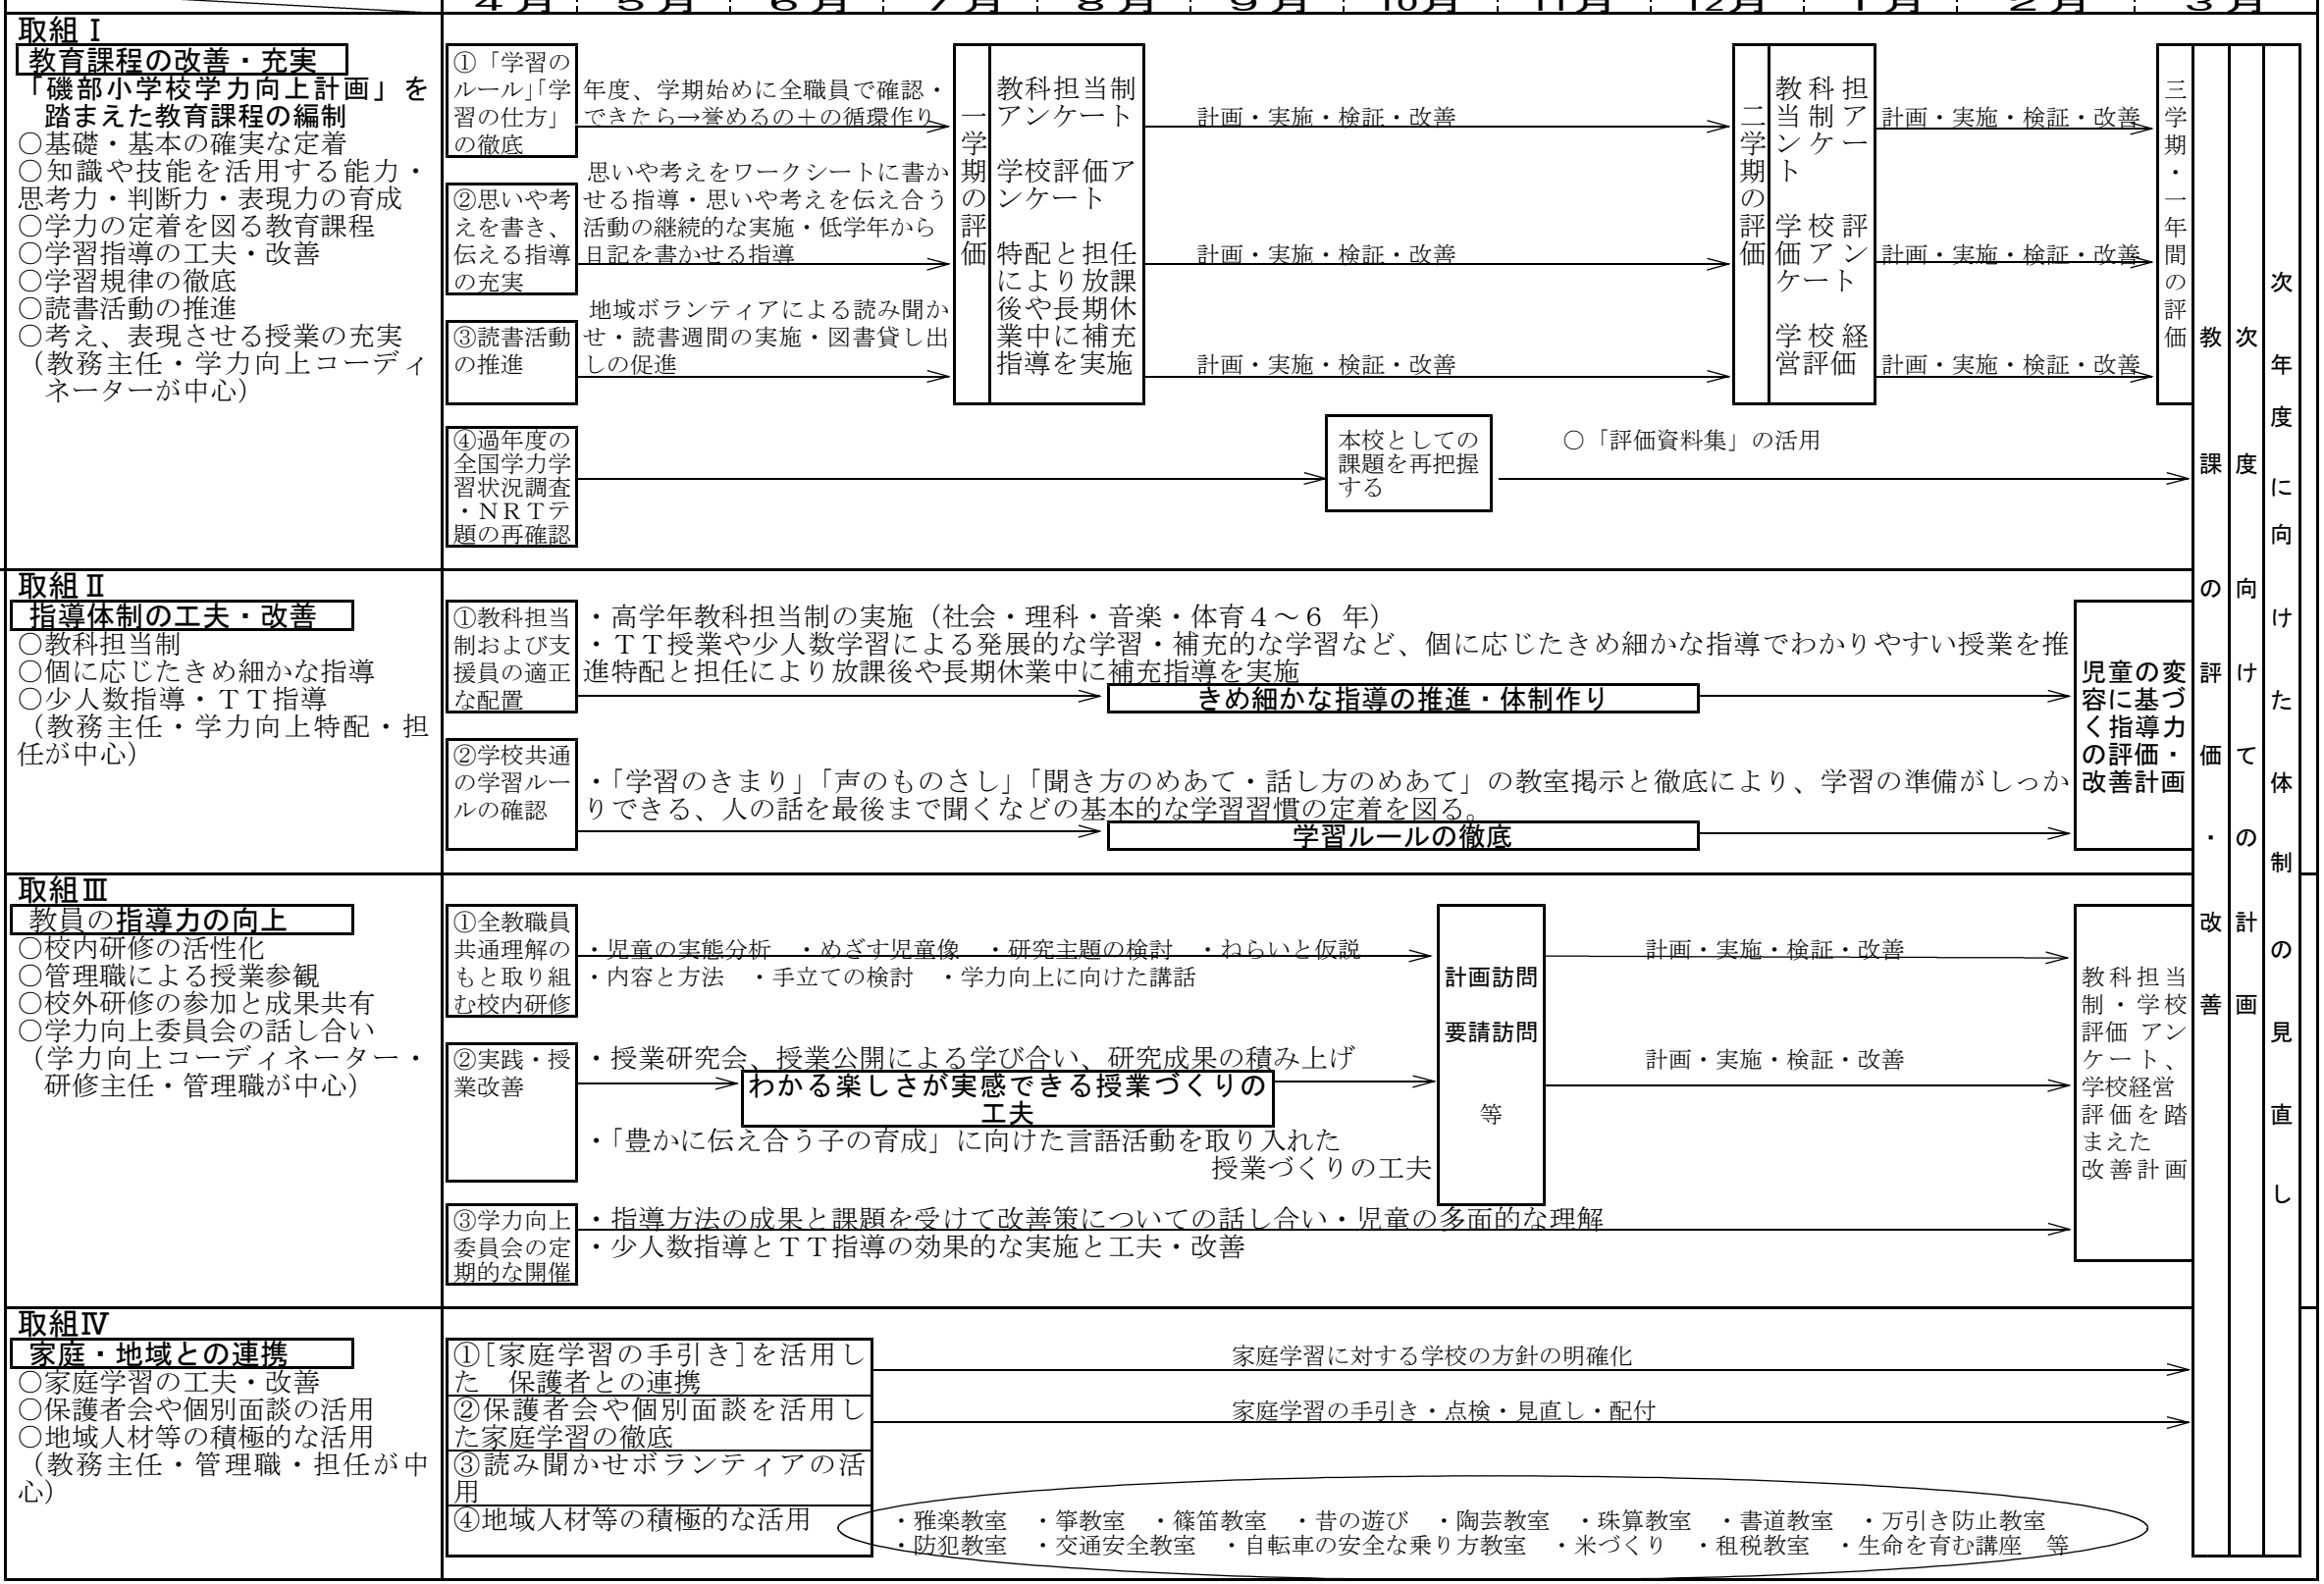 4月 5月 6月 7月 8月 9月 10月 11月 12月 1月 2月 3月
取組Ⅰ
教育課程の改善・充実
「磯部小学校学力向上計画」を
踏まえた教育課程の編制
○基礎・基本の確実な定着
○知識や技能を活用する能力・
思考力・判断力・表現力の育成
○学力の定着を図る教育課程
○学習指導の工夫・改善
○学習規律の徹底
○読書活動の推進
○考え、表現させる授業の充実
（教務主任・学力向上コーディ
ネーターが中心）
①「学習の
ルール」「学
習の仕方」
の徹底
年度、学期始めに全職員で確認・
できたら→誉めるの＋の循環作り
②思いや考
えを書き、
伝える指導
の充実
思いや考えをワークシートに書か
せる指導・思いや考えを伝え合う
活動の継続的な実施・低学年から
日記を書かせる指導
③読書活動
の推進
地域ボランティアによる読み聞か
せ・読書週間の実施・図書貸し出
しの促進
一学期の評価
教科担当制
アンケート
学校評価ア
ンケート
特配と担任
により放課
後や長期休
業中に補充
指導を実施
計画・実施・検証・改善
計画・実施・検証・改善
計画・実施・検証・改善
二学期の評価
教科担
当制ア
ンケー
ト
学校評
価アン
ケート
学校経
営評価
計画・実施・検証・改善
計画・実施・検証・改善
計画・実施・検証・改善
三学期・一年間の評価
④過年度の
全国学力学
習状況調査
・ＮＲＴテ
題の再確認
本校としての
課題を再把握
する
○「評価資料集」の活用
取組Ⅱ
指導体制の工夫・改善
○教科担当制
○個に応じたきめ細かな指導
○少人数指導・ＴＴ指導
（教務主任・学力向上特配・担
任が中心）
①教科担当
制および支
援員の適正
な配置
・高学年教科担当制の実施（社会・理科・音楽・体育４～６ 年）
・ＴＴ授業や少人数学習による発展的な学習・補充的な学習など、個に応じたきめ細かな指導でわかりやすい授業を推
進特配と担任により放課後や長期休業中に補充指導を実施
きめ細かな指導の推進・体制作り
②学校共通
の学習ルー
ルの確認
・「学習のきまり」「声のものさし」「聞き方のめあて・話し方のめあて」の教室掲示と徹底により、学習の準備がしっか
りできる、人の話を最後まで聞くなどの基本的な学習習慣の定着を図る。
学習ルールの徹底
児童の変
容に基づ
く指導力
の評価・
改善計画
取組Ⅲ
教員の指導力の向上
○校内研修の活性化
○管理職による授業参観
○校外研修の参加と成果共有
○学力向上委員会の話し合い
（学力向上コーディネーター・
研修主任・管理職が中心）
①全教職員
共通理解の
もと取り組
む校内研修
・児童の実態分析　・めざす児童像　・研究主題の検討　・ねらいと仮説
・内容と方法　・手立ての検討　・学力向上に向けた講話
②実践・授
業改善
・授業研究会、授業公開による学び合い、研究成果の積み上げ
わかる楽しさが実感できる授業づくりの
工夫
・「豊かに伝え合う子の育成」に向けた言語活動を取り入れた
授業づくりの工夫
計画訪問
要請訪問
等
計画・実施・検証・改善
計画・実施・検証・改善
③学力向上
委員会の定
期的な開催
・指導方法の成果と課題を受けて改善策についての話し合い・児童の多面的な理解
・少人数指導とＴＴ指導の効果的な実施と工夫・改善
教科担当
制・学校
評価 アン
ケート、
学校経営
評価を踏
まえた
改善計画
取組Ⅳ
家庭・地域との連携
○家庭学習の工夫・改善
○保護者会や個別面談の活用
○地域人材等の積極的な活用
（教務主任・管理職・担任が中
心）
①[家庭学習の手引き]を活用し
た　保護者との連携
②保護者会や個別面談を活用し
た家庭学習の徹底
③読み聞かせボランティアの活
用
④地域人材等の積極的な活用
家庭学習に対する学校の方針の明確化
家庭学習の手引き・点検・見直し・配付
・雅楽教室　・箏教室　・篠笛教室　・昔の遊び　・陶芸教室　・珠算教室　・書道教室　・万引き防止教室
・防犯教室　・交通安全教室　・自転車の安全な乗り方教室　・米づくり　・租税教室　・生命を育む講座　等
教課の評価・改善
次度向けての計画
次年度に向けた体制の見直し